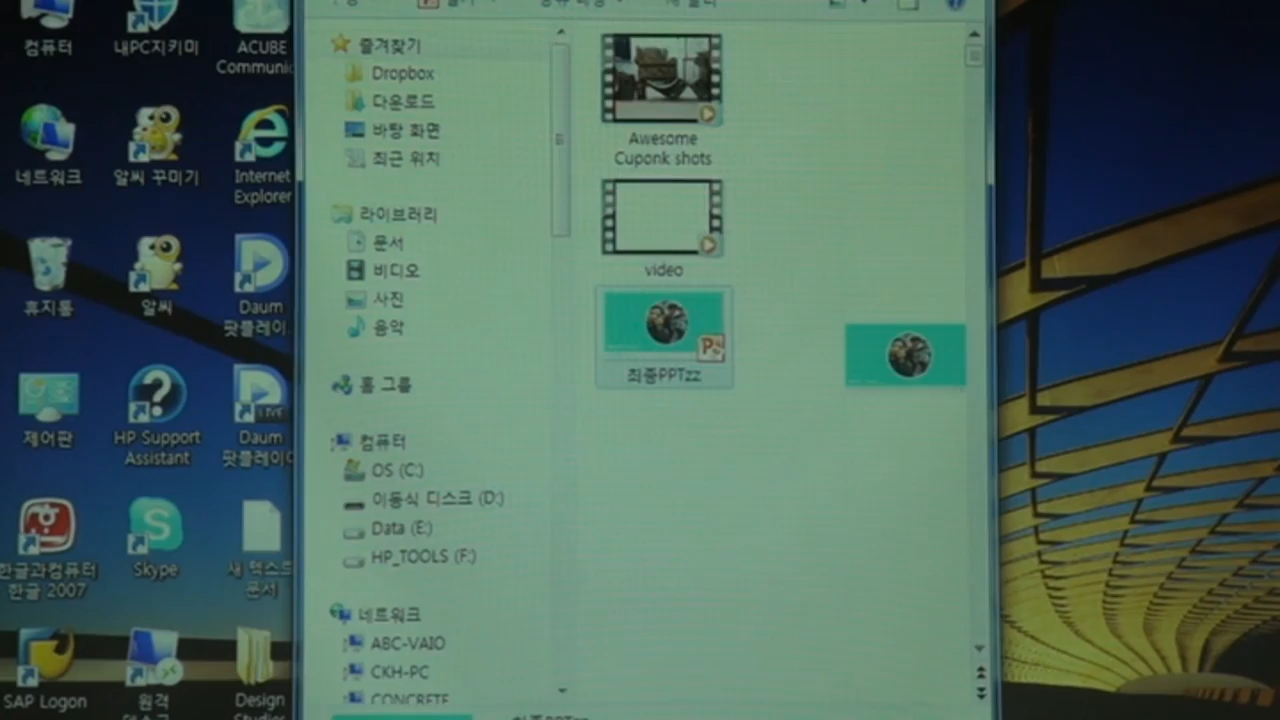 컴퓨터
내PC지키미
ACUBE
네트워크
알씨 꾸미기
Internet
Explorer
휴지통
알씨
Daum
팟플레이...
제어판
HP Support
Assistant
Daum
LIVE
한글과컴퓨터
한글 2007
Skype
새 텍스트
문서
SAP Logon
원격
Design
즐겨찾기
Dropbox
다운로드
바탕 화면
최근 위치
라이브러리
문서
비디오
사진
음악
홈 그룹
컴퓨터
OS (C:)
이동식 디스크 (D:)
Data (E:)
HP_TOOLS (F:)
네트워크
ABC-VAIO
CKH-PC
CONCRETE
Awesome
Cuponk shots
video
최종PPTzz